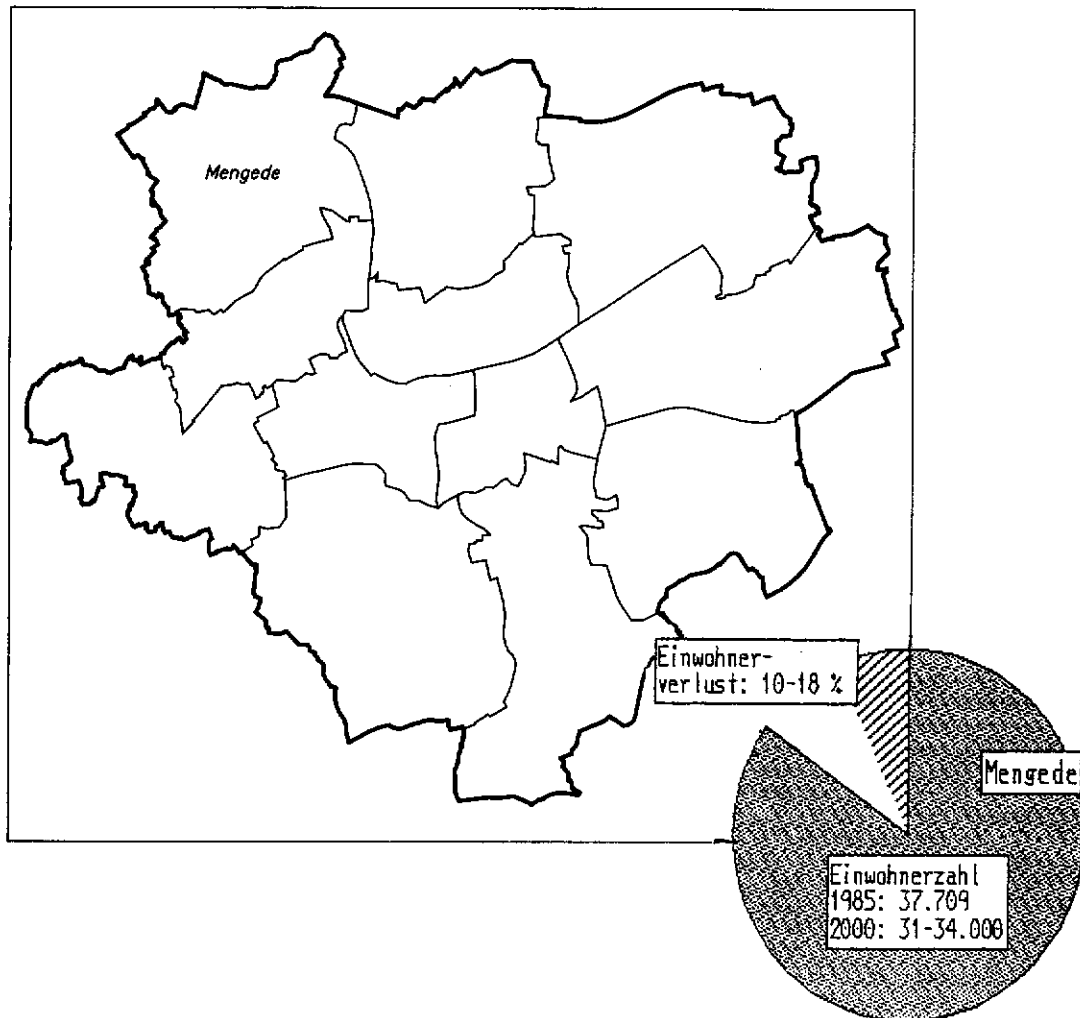 Mengede
Einwohner-
verlust: 10-18 %
Mengede
Einwohnerzahl
1985: 37.709
2000: 31-34.000